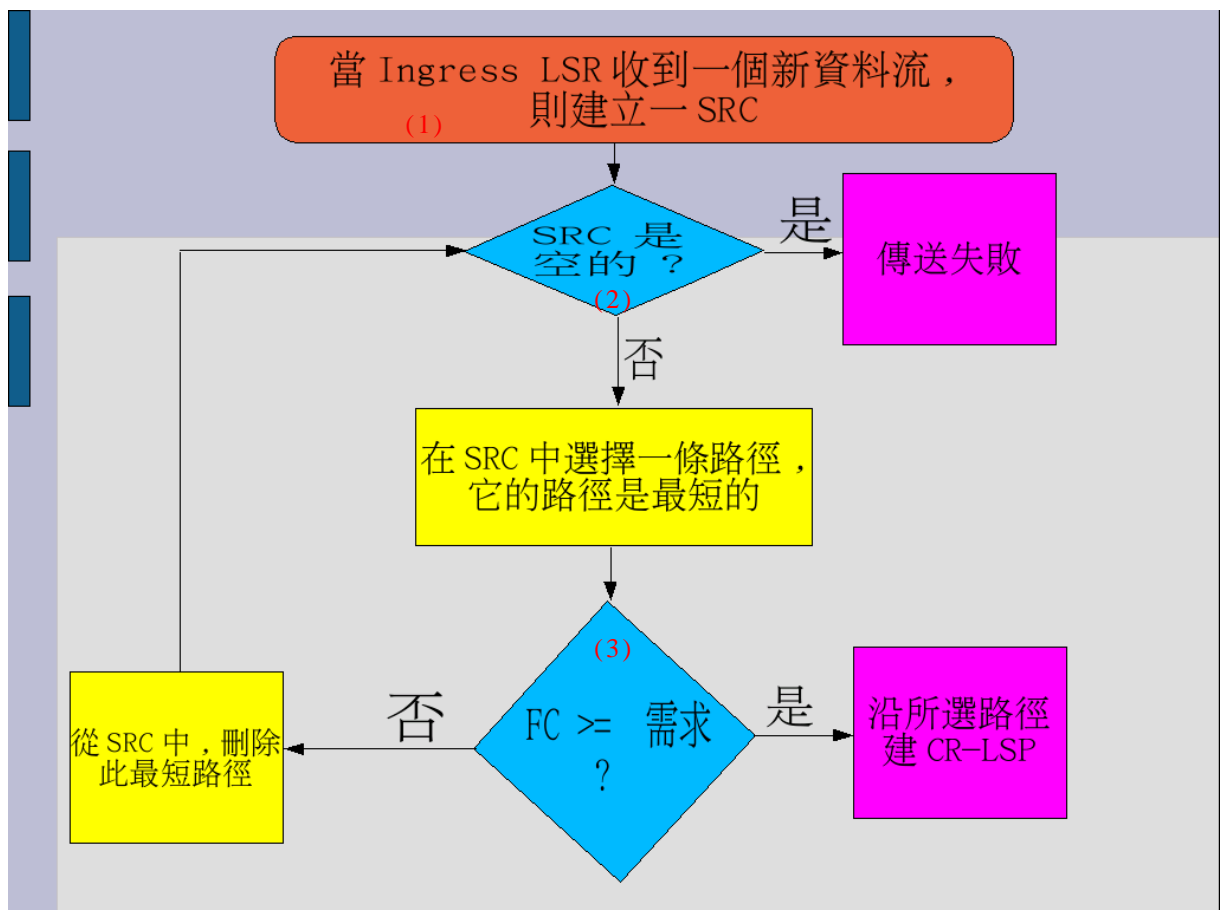 當 Ingress LSR 收到一個新資料流，
則建立一 SRC
(1)
SRC 是
空的 ?
(2)
是
傳送失敗
否
在 SRC 中選擇一條路徑，
它的路徑是最短的
(3)
FC >= 需求
?
是
沿所選路徑
建 CR-LSP
否
從 SRC 中，刪除
此最短路徑